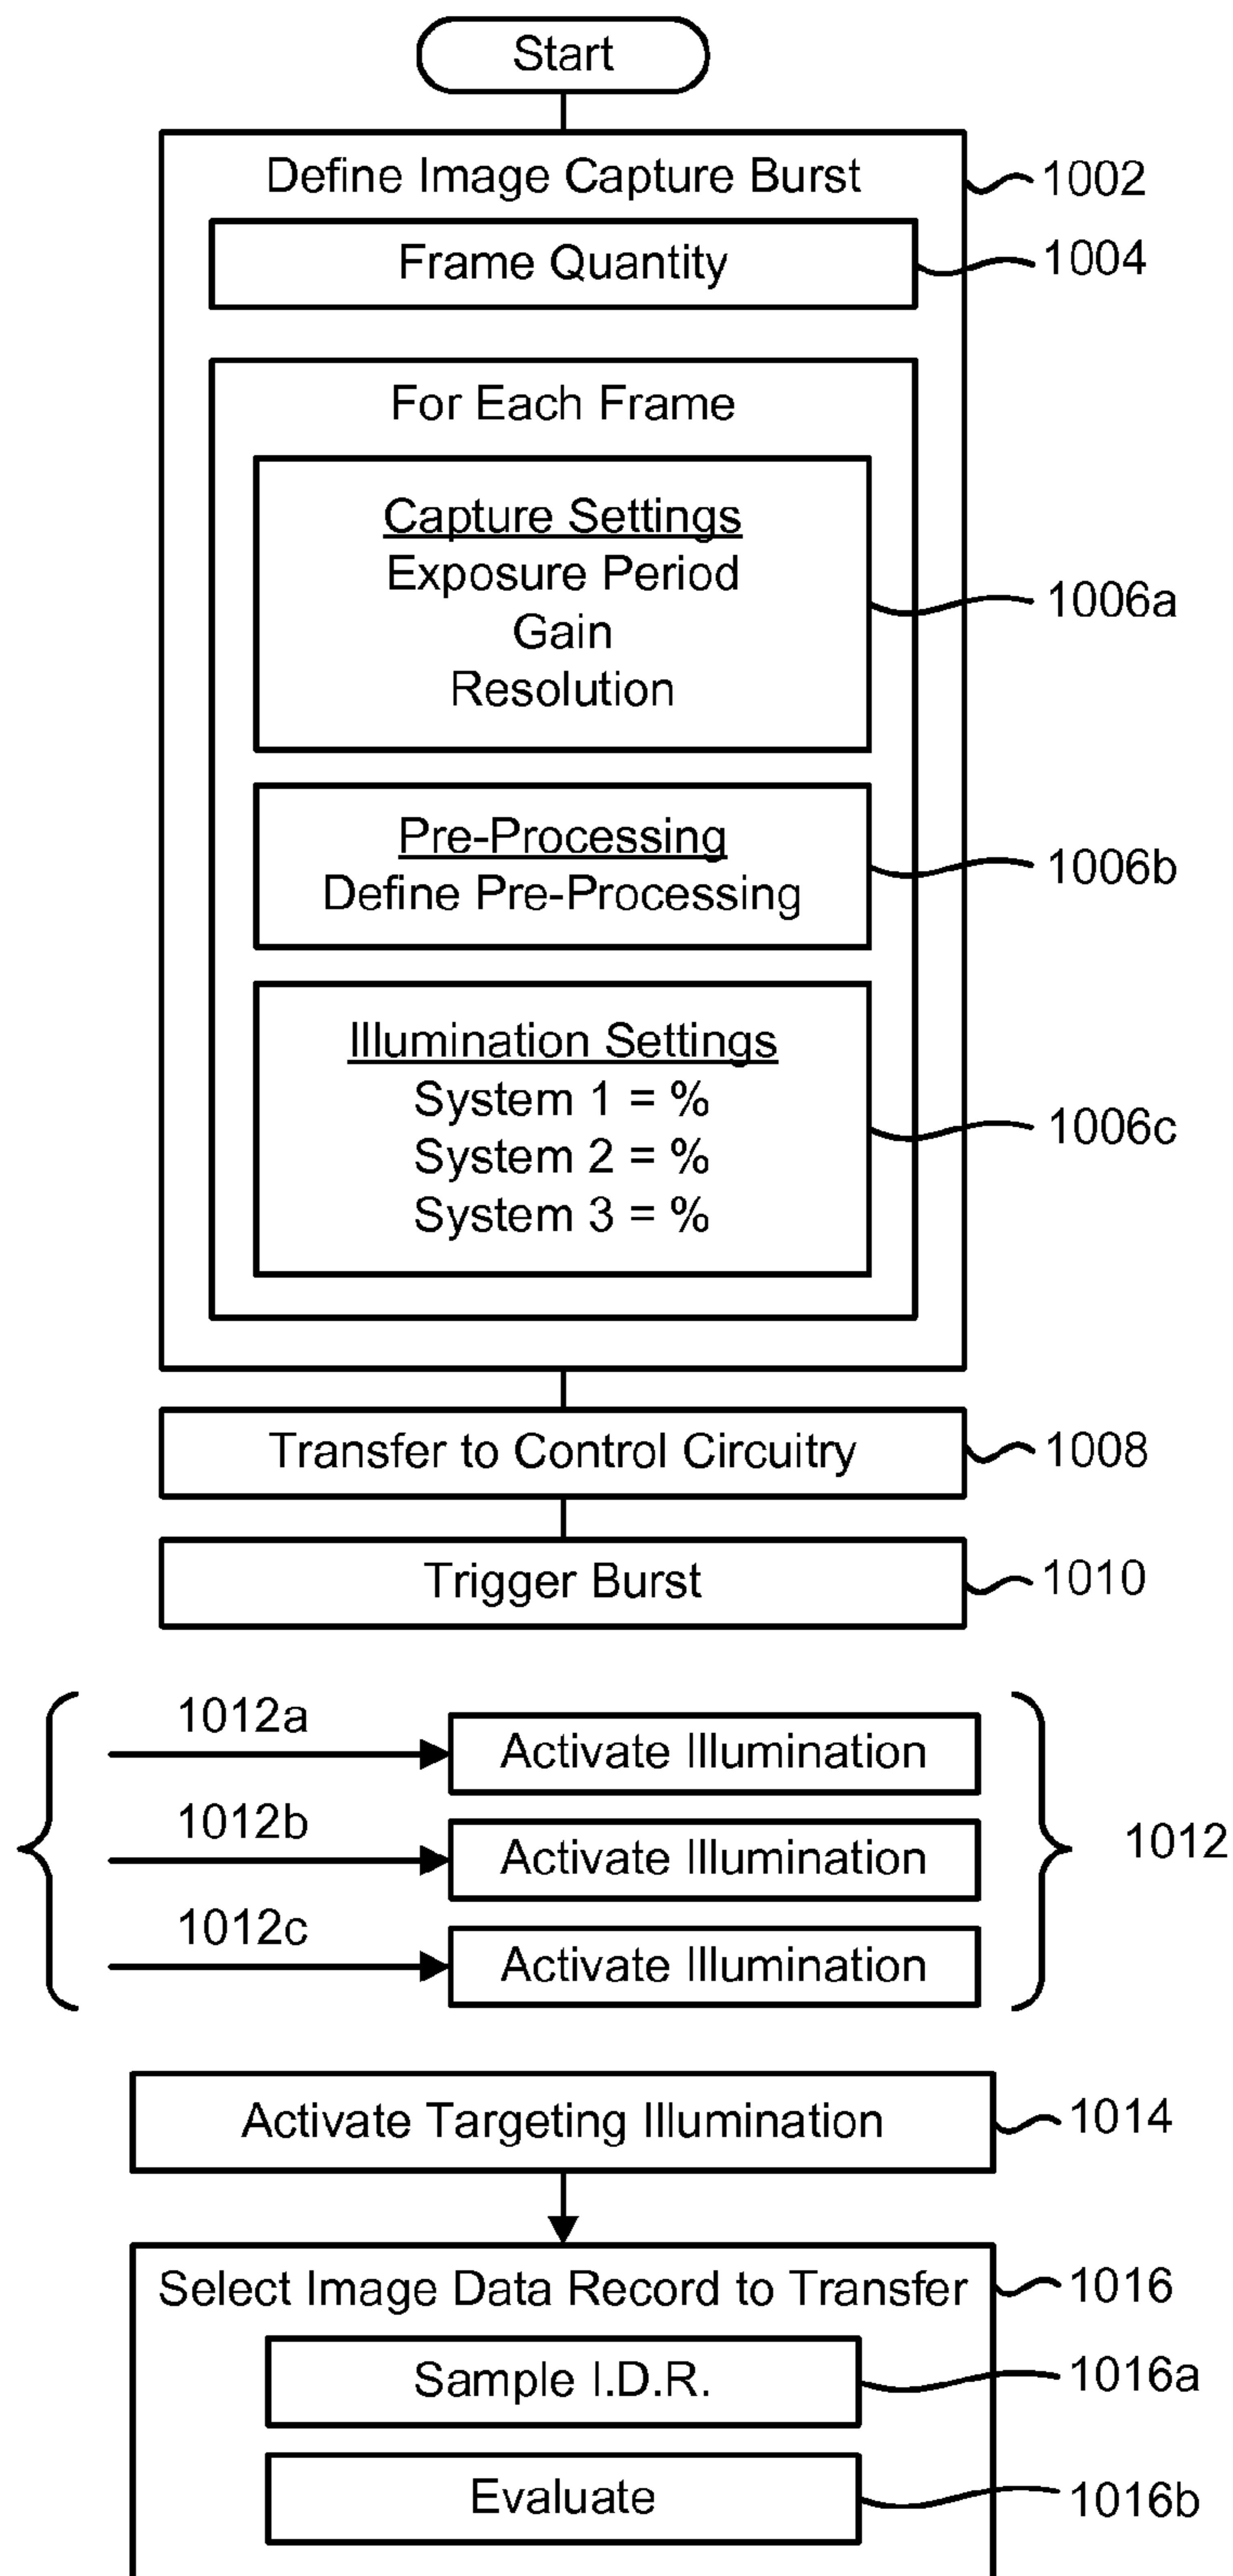 Start
Define Image Capture Burst
1002
Frame Quantity
1004
For Each Frame
Capture Settings
Exposure Period
Gain
Resolution
1006a
Pre-Processing
Define Pre-Processing
1006b
Illumination Settings
System 1 = %
System 2 = %
System 3 = %
1006c
Transfer to Control Circuitry
1008
Trigger Burst
1010
1012a
Activate Illumination
1012b
Activate Illumination
1012
1012c
Activate Illumination
Activate Targeting Illumination
1014
Select Image Data Record to Transfer
1016
Sample I.D.R.
1016a
Evaluate
1016b